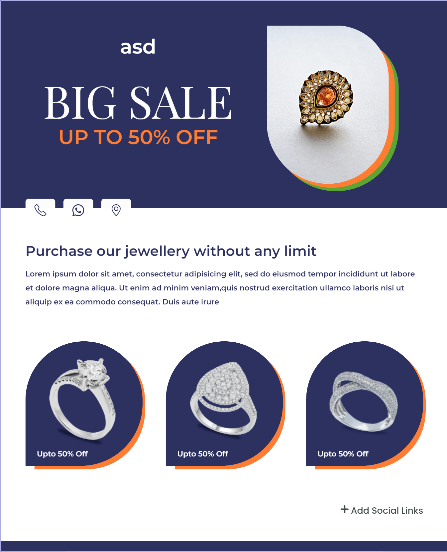 asd
BIG SALE
UP TO 50% OFF
Purchase our jewellery without any limit
Lorem ipsum dolor sit amet, consectetur adipisicing elit, sed do eiusmod tempor incididunt ut labore
et dolore magna aliqua. Ut enim ad minim veniam,quis nostrud exercitation ullamco laboris nisi ut
aliquip ex ea commodo consequat. Duis aute irure
Upto 50% Off
Upto 50% Off
Upto 50% Off
+ Add Social Links